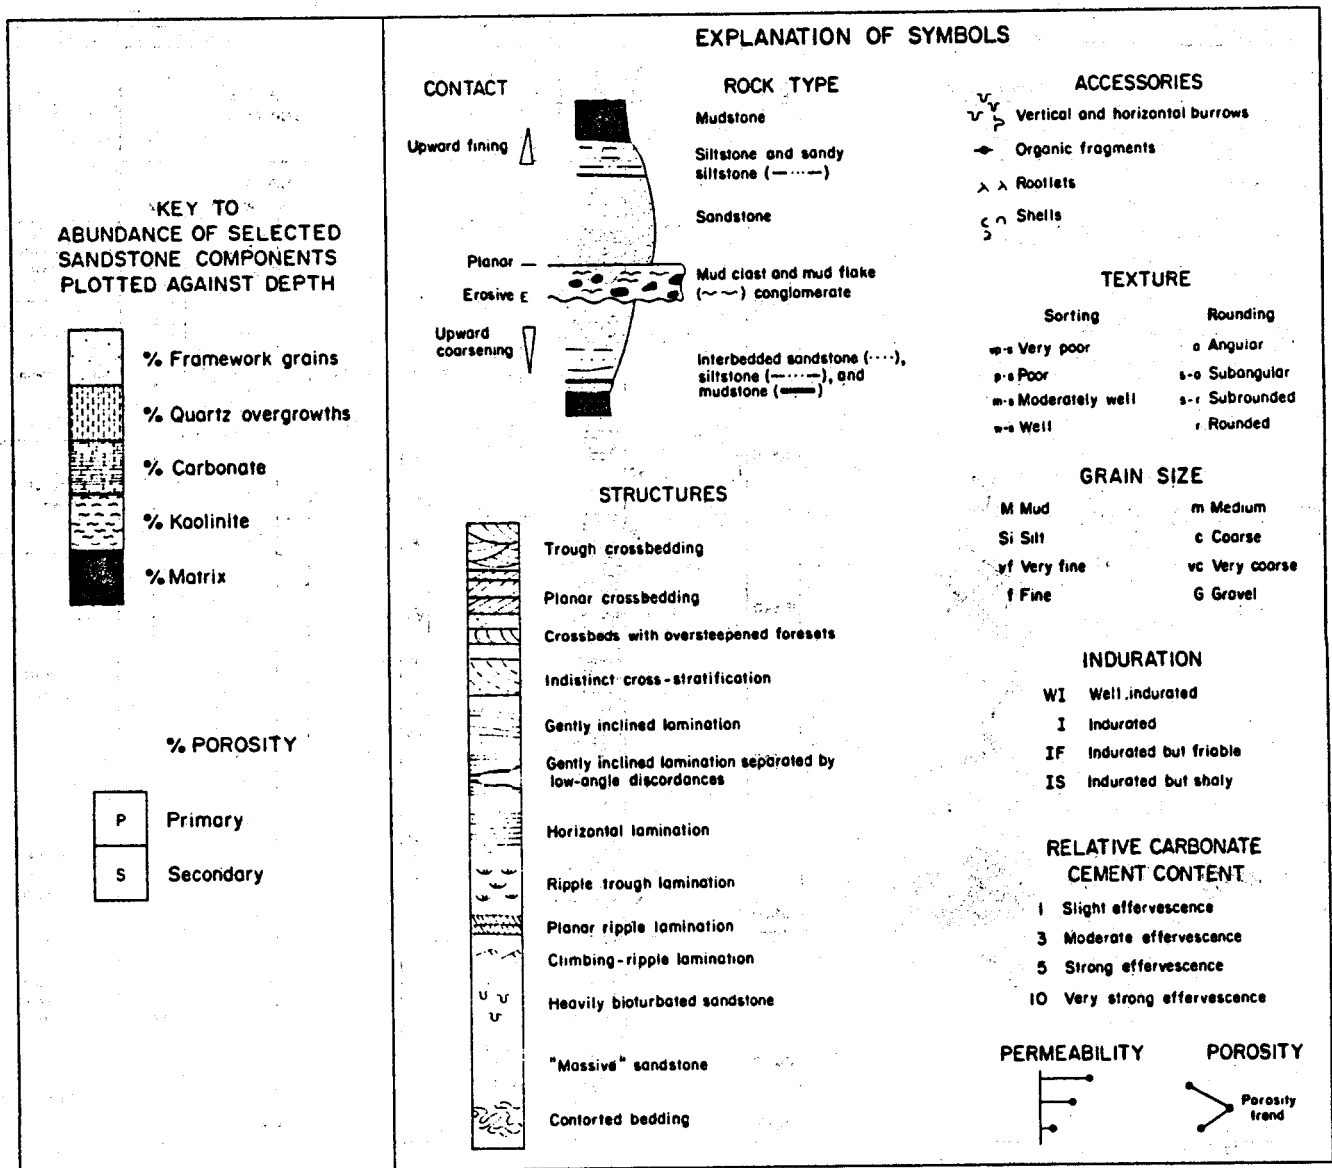 KEY TO
ABUNDANCE OF SELECTED
SANDSTONE COMPONENTS
PLOTTED AGAINST DEPTH
% Framework grains
% Quartz overgrowths
% Carbonate
% Kaolinite
% Matrix
% POROSITY
P Primary
S Secondary
EXPLANATION OF SYMBOLS
CONTACT
Upward fining
Planar
Erosive E
Upward
coarsening
ROCK TYPE
Mudstone
Siltstone and sandy
siltstone (—···—)
Sandstone
Mud clast and mud flake
(~ ~) conglomerate
Interbedded sandstone (····),
siltstone (—···—), and
mudstone (▬)
STRUCTURES
Trough crossbedding
Planar crossbedding
Crossbeds with oversteepened foresets
Indistinct cross-stratification
Gently inclined lamination
Gently inclined lamination separated by
low-angle discordances
Horizontal lamination
Ripple trough lamination
Planar ripple lamination
Climbing-ripple lamination
Heavily bioturbated sandstone
"Massive" sandstone
Contorted bedding
ACCESSORIES
Vertical and horizontal burrows
Organic fragments
Rootlets
Shells
TEXTURE
Sorting
vp-s Very poor
p-s Poor
m-s Moderately well
w-s Well
Rounding
a Angular
s-a Subangular
s-r Subrounded
r Rounded
GRAIN SIZE
M Mud
Si Silt
vf Very fine
f Fine
m Medium
c Coarse
vc Very coarse
G Gravel
INDURATION
WI Well indurated
I Indurated
IF Indurated but friable
IS Indurated but shaly
RELATIVE CARBONATE
CEMENT CONTENT
1 Slight effervescence
3 Moderate effervescence
5 Strong effervescence
10 Very strong effervescence
PERMEABILITY
POROSITY
Porosity
trend